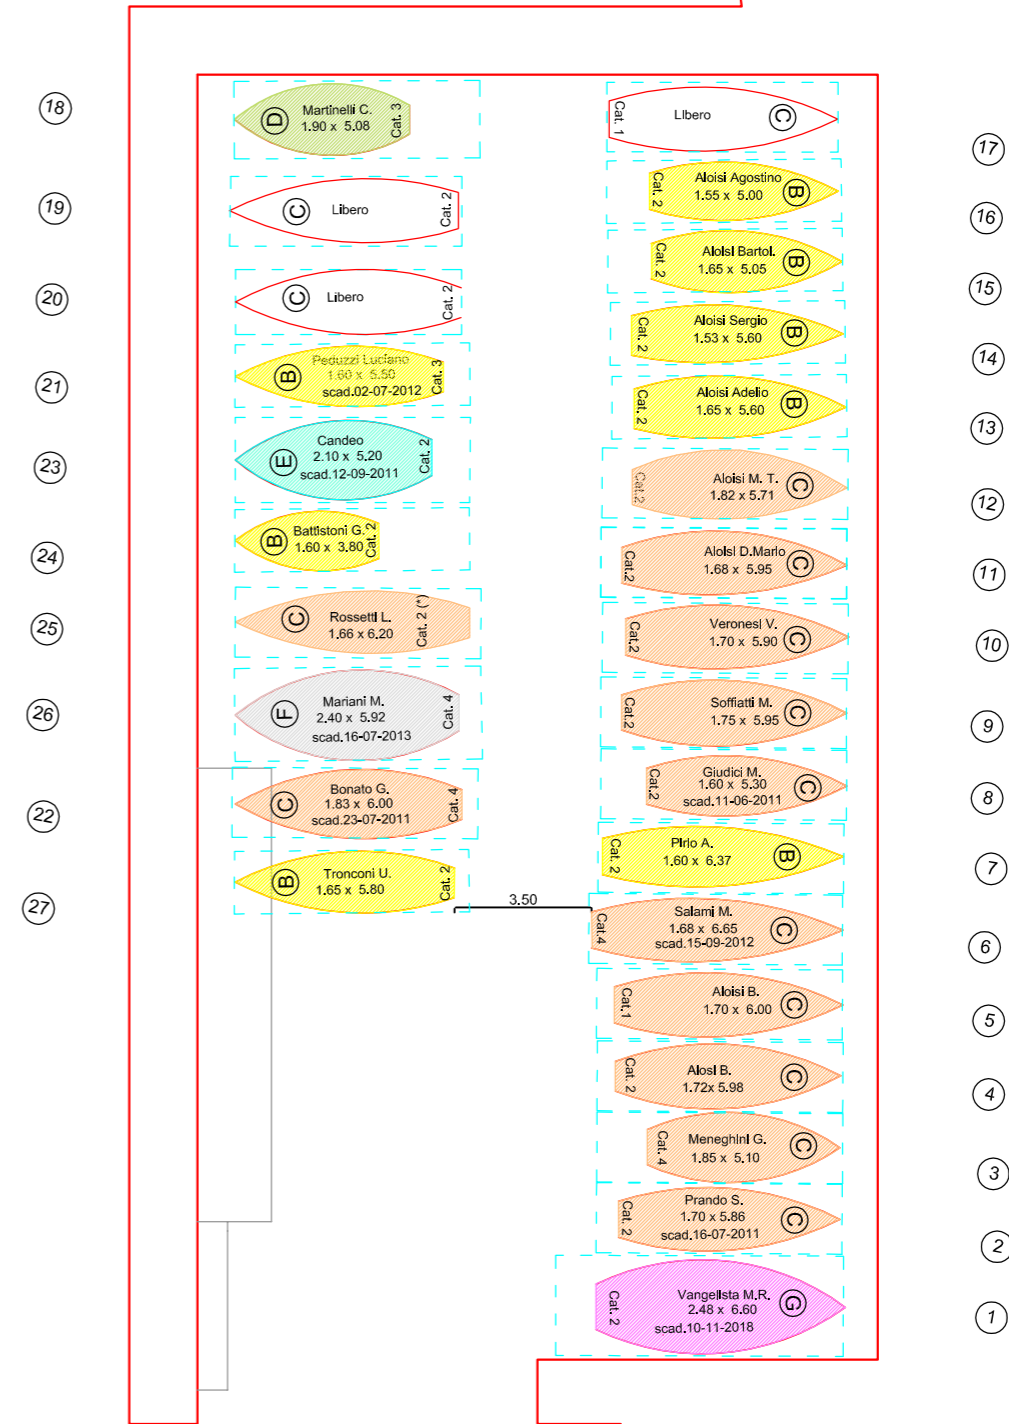 18
D
Martinelli C.
1.90 x 5.08
Cat. 3
19
C
Libero
Cat. 2
20
C
Libero
Cat. 2
21
B
Peduzzi Luciano
1.60 x 5.50
scad.02-07-2012
Cat. 3
23
E
Candeo
2.10 x 5.20
scad.12-09-2011
Cat. 2
24
B
Battistoni G.
1.60 x 3.80
Cat. 2
25
C
Rossetti L.
1.66 x 6.20
Cat. 2 (*)
26
F
Mariani M.
2.40 x 5.92
scad.16-07-2013
Cat. 4
22
C
Bonato G.
1.83 x 6.00
scad.23-07-2011
Cat. 4
27
B
Tronconi U.
1.65 x 5.80
Cat. 2
3.50
Cat. 1
Libero
C
17
Cat. 2
Aloisi Agostino
1.55 x 5.00
B
16
Cat. 2
Aloisi Bartol.
1.65 x 5.05
B
15
Cat. 2
Aloisi Sergio
1.53 x 5.60
B
14
Cat. 2
Aloisi Adelio
1.65 x 5.60
B
13
Cat.2
Aloisi M. T.
1.82 x 5.71
C
12
Cat.2
Aloisi D.Mario
1.68 x 5.95
C
11
Cat.2
Veronesi V.
1.70 x 5.90
C
10
Cat.2
Soffiatti M.
1.75 x 5.95
C
9
Cat.2
Giudici M.
1.60 x 5.30
scad.11-06-2011
C
8
Cat. 2
Pirlo A.
1.60 x 6.37
B
7
Cat.4
Salami M.
1.68 x 6.65
scad.15-09-2012
C
6
Cat.1
Aloisi B.
1.70 x 6.00
C
5
Cat. 2
Alosi B.
1.72x 5.98
C
4
Cat. 4
Meneghini G.
1.85 x 5.10
C
3
Cat. 2
Prando S.
1.70 x 5.86
scad.16-07-2011
C
2
Cat. 2
Vangelista M.R.
2.48 x 6.60
scad.10-11-2018
G
1